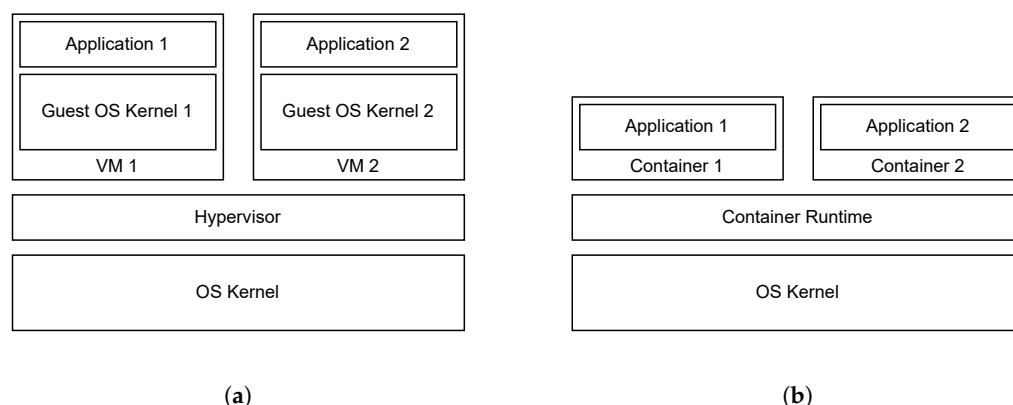 Application 1
Guest OS Kernel 1
VM 1
Application 2
Guest OS Kernel 2
VM 2
Hypervisor
OS Kernel
(a)
Application 1
Container 1
Application 2
Container 2
Container Runtime
OS Kernel
(b)